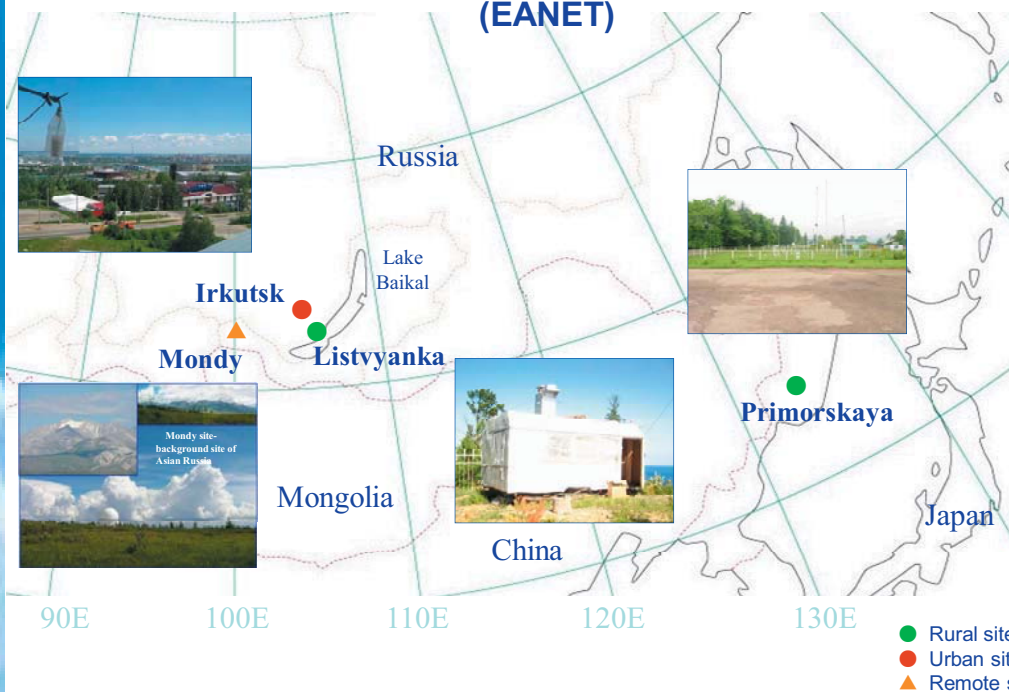 (EANET)
Russia
Lake
Baikal
Irkutsk
Mondy
Listvyanka
Primorskaya
Mondy site-
background site of
Asian Russia
Mongolia
China
Japan
90E 100E 110E 120E 130E
Rural site
Urban sit
Remote s